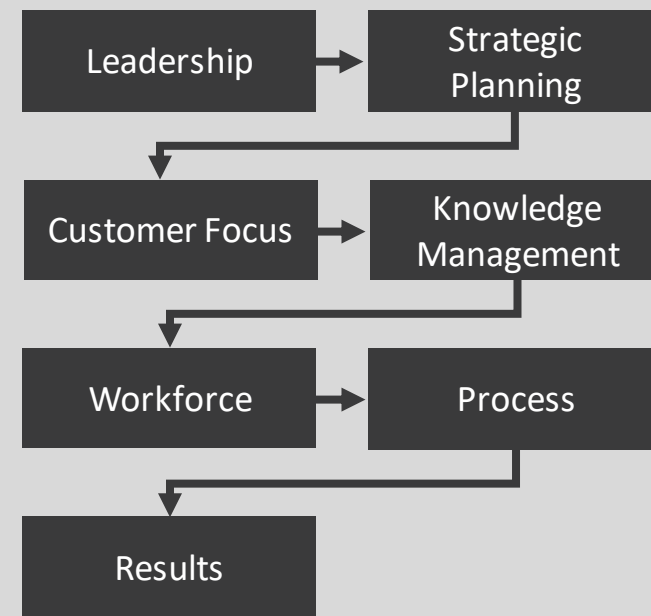 Leadership
Strategic
Planning
Customer Focus
Knowledge
Management
Workforce
Process
Results